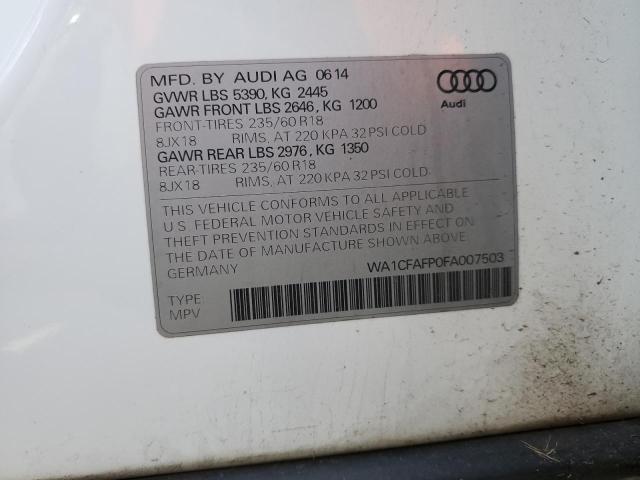 MFD. BY AUDI AG 06 14
GVWR LBS 5390, KG 2445
GAWR FRONT LBS 2646, KG 1200
FRONT-TIRES 235/60 R18
8JX18 RIMS, AT 220 KPA 32 PSI COLD
GAWR REAR LBS 2976, KG 1350
REAR-TIRES 235/60 R18
8JX18 RIMS, AT 220 KPA 32 PSI COLD
Audi
THIS VEHICLE CONFORMS TO ALL APPLICABLE
U.S. FEDERAL MOTOR VEHICLE SAFETY AND
THEFT PREVENTION STANDARDS IN EFFECT ON
THE DATE OF MANUFACTURE SHOWN ABOVE
GERMANY
WA1CFAFP0FA007503
TYPE:
MPV